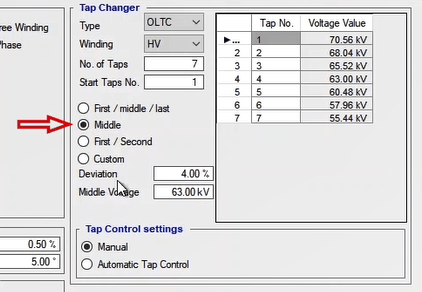 ree Winding
Phase
0.50 %
5.00 °
Tap Changer
Type OLTC
Winding HV
No. of Taps 7
Start Taps No. 1
First / middle / last
Middle
First / Second
Custom
Deviation 4.00 %
Middle Voltage 63.00 kV
Tap No. Voltage Value
... 1 70.56 kV
2 2 68.04 kV
3 3 65.52 kV
4 4 63.00 kV
5 5 60.48 kV
6 6 57.96 kV
7 7 55.44 kV
Tap Control settings
Manual
Automatic Tap Control